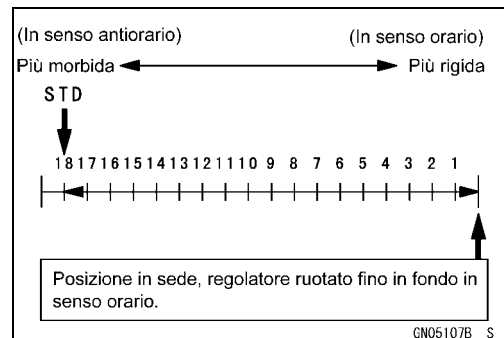 (In senso antiorario) (In senso orario)
Più morbida Più rigida
STD
18 17 16 15 14 13 12 11 10 9 8 7 6 5 4 3 2 1
Posizione in sede, regolatore ruotato fino in fondo in
senso orario.
GN05107B S